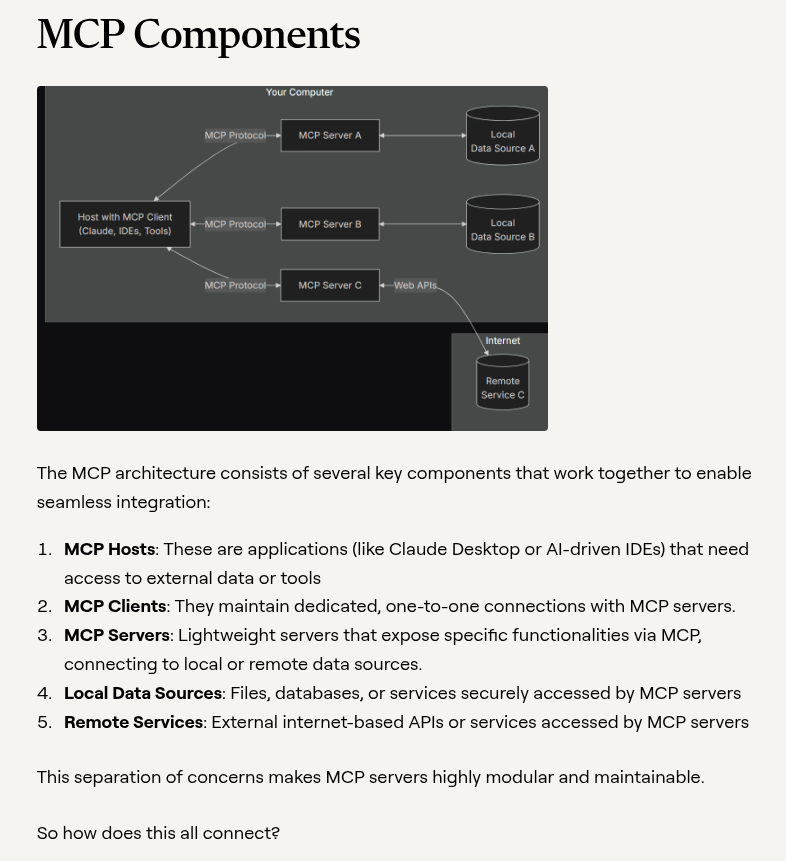 MCP Components
Your Computer
MCP Protocol
MCP Server A
Local
Data Source A
Host with MCP Client
(Claude, IDEs, Tools)
MCP Protocol
MCP Server B
Local
Data Source B
MCP Protocol
MCP Server C
Web APIs
Internet
Remote
Service C
The MCP architecture consists of several key components that work together to enable
seamless integration:
1. MCP Hosts: These are applications (like Claude Desktop or AI-driven IDEs) that need
access to external data or tools
2. MCP Clients: They maintain dedicated, one-to-one connections with MCP servers.
3. MCP Servers: Lightweight servers that expose specific functionalities via MCP,
connecting to local or remote data sources.
4. Local Data Sources: Files, databases, or services securely accessed by MCP servers
5. Remote Services: External internet-based APIs or services accessed by MCP servers
This separation of concerns makes MCP servers highly modular and maintainable.
So how does this all connect?